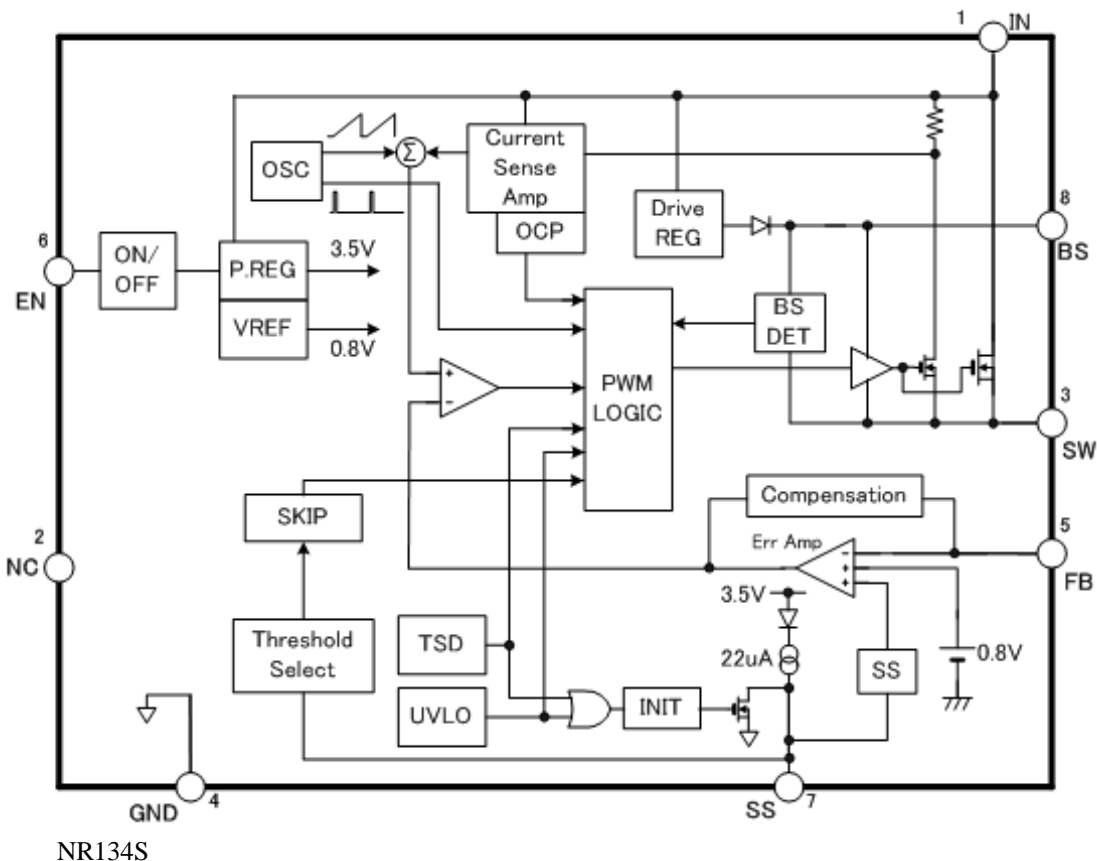 1
IN
Current
Sense
Amp
Σ
OSC
Drive
REG
8
BS
OCP
6
EN
ON/
OFF
P.REG
3.5V
VREF
0.8V
BS
DET
PWM
LOGIC
3
SW
Compensation
SKIP
2
NC
Err Amp
5
FB
3.5V
Threshold
Select
TSD
22uA
SS
0.8V
UVLO
INIT
GND
4
SS
7
NR134S